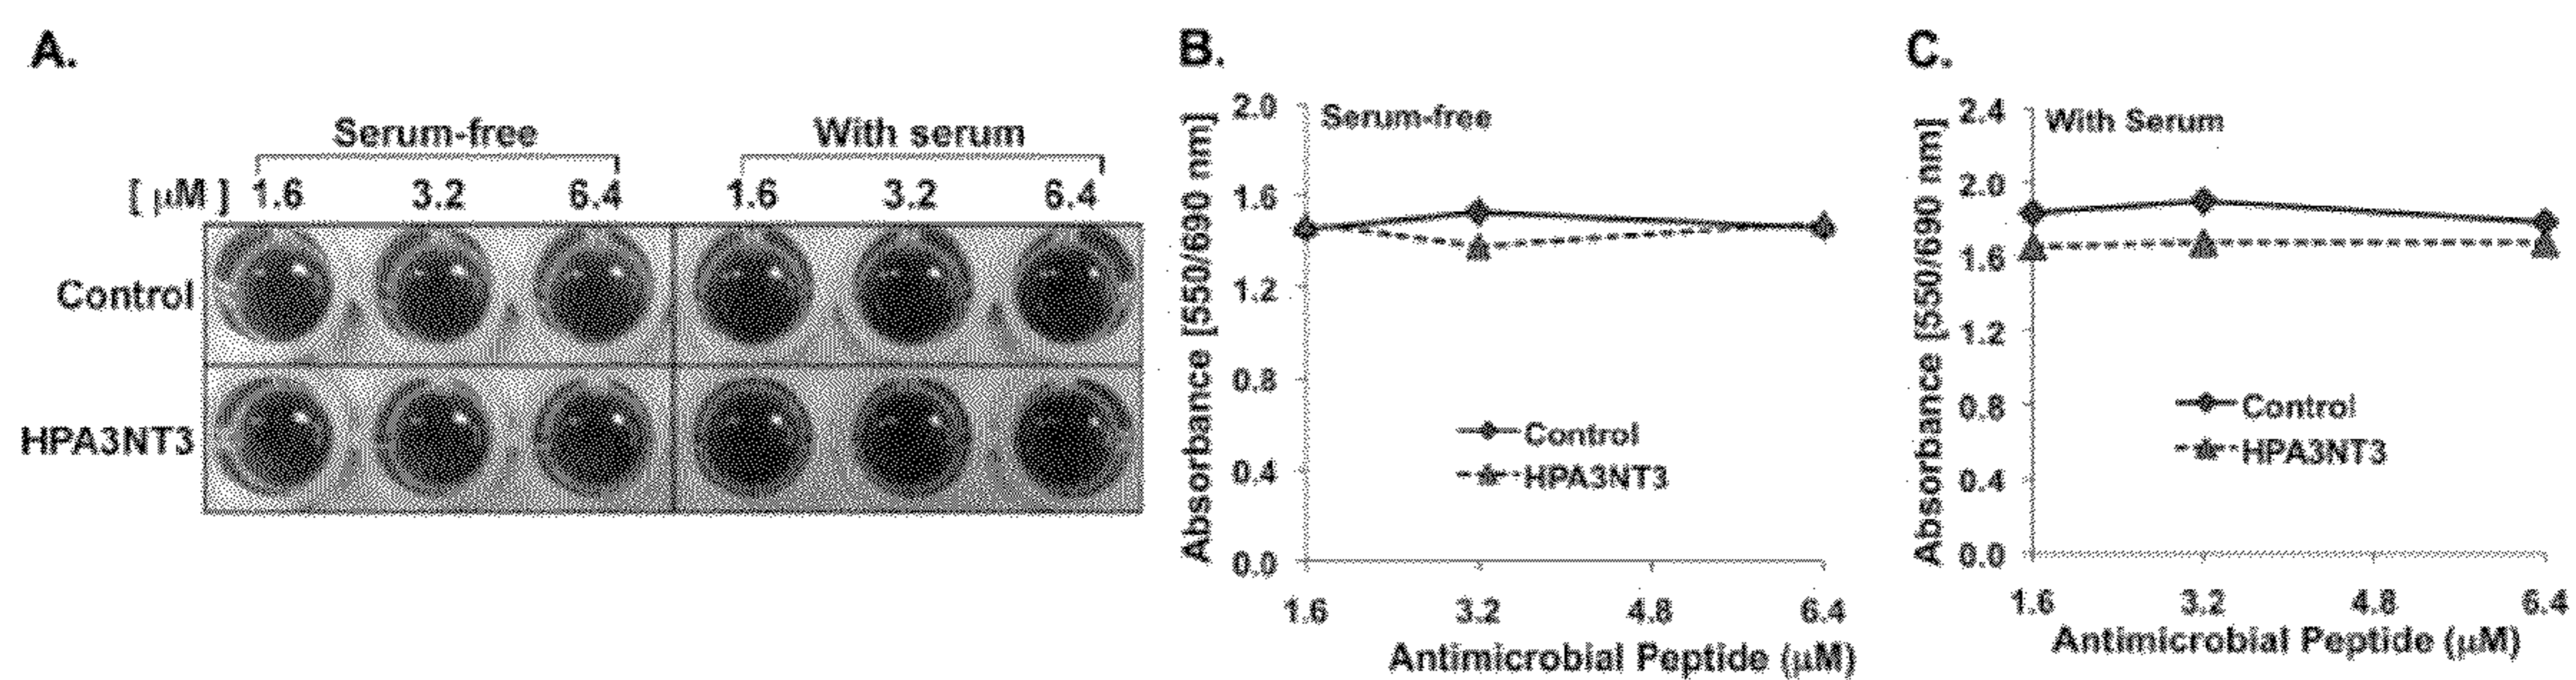 A.
Serum-free With serum
[ μM ] 1.6 3.2 6.4 1.6 3.2 6.4
Control
HPA3NT3
B.
Absorbance [550/690 nm]
2.0
1.6
1.2
0.8
0.4
0.0
Serum-free
Control
HPA3NT3
1.6 3.2 4.8 6.4
Antimicrobial Peptide (μM)
C.
Absorbance [550/690 nm]
2.4
2.0
1.6
1.2
0.8
0.4
0.0
With Serum
Control
HPA3NT3
1.6 3.2 4.8 6.4
Antimicrobial Peptide (μM)